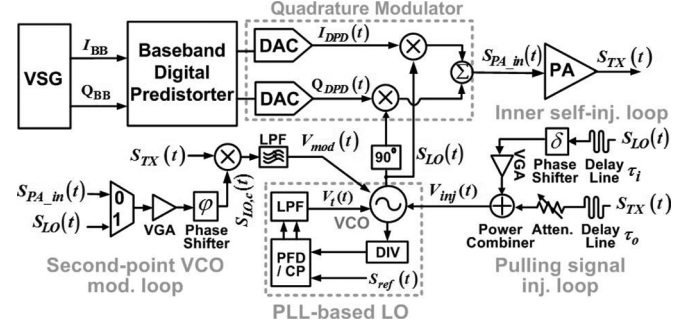 Quadrature Modulator
VSG
I_BB
Q_BB
Baseband
Digital
Predistorter
DAC
I_DPD(t)
DAC
Q_DPD(t)
Σ
S_PA_in(t)
PA
S_TX(t)
Inner self-inj. loop
90°
S_LO(t)
S_TX(t)
LPF
V_mod(t)
S_PA_in(t)
S_LO(t)
0
1
VGA
φ
Phase
Shifter
S_LO,c(t)
Second-point VCO
mod. loop
LPF
V_t(t)
VCO
V_inj(t)
PFD
/ CP
DIV
S_ref(t)
PLL-based LO
VGA
δ
Phase
Shifter
Delay
Line
τ_i
S_LO(t)
Power
Combiner
Atten.
Delay
Line
τ_o
S_TX(t)
Pulling signal
inj. loop